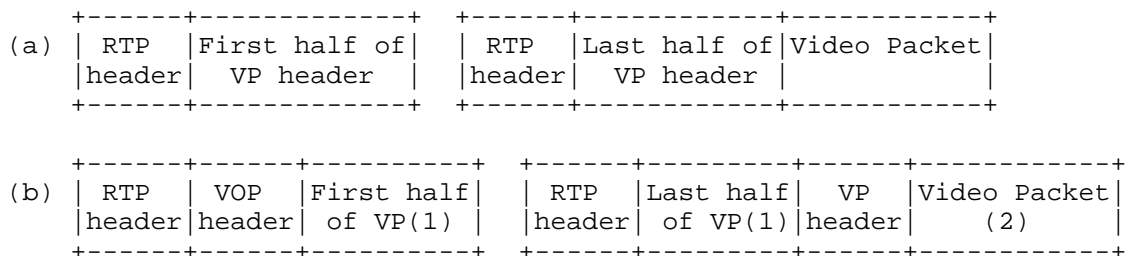 +------+-------------+  +------+------------+------------+
(a)  | RTP  |First half of|  | RTP  |Last half of|Video Packet|
     |header|  VP header  |  |header|  VP header |            |
     +------+-------------+  +------+------------+------------+
     +------+------+----------+  +------+---------+------+------------+
(b)  | RTP  | VOP  |First half|  | RTP  |Last half|  VP  |Video Packet|
     |header|header| of VP(1) |  |header| of VP(1)|header|     (2)    |
     +------+------+----------+  +------+---------+------+------------+